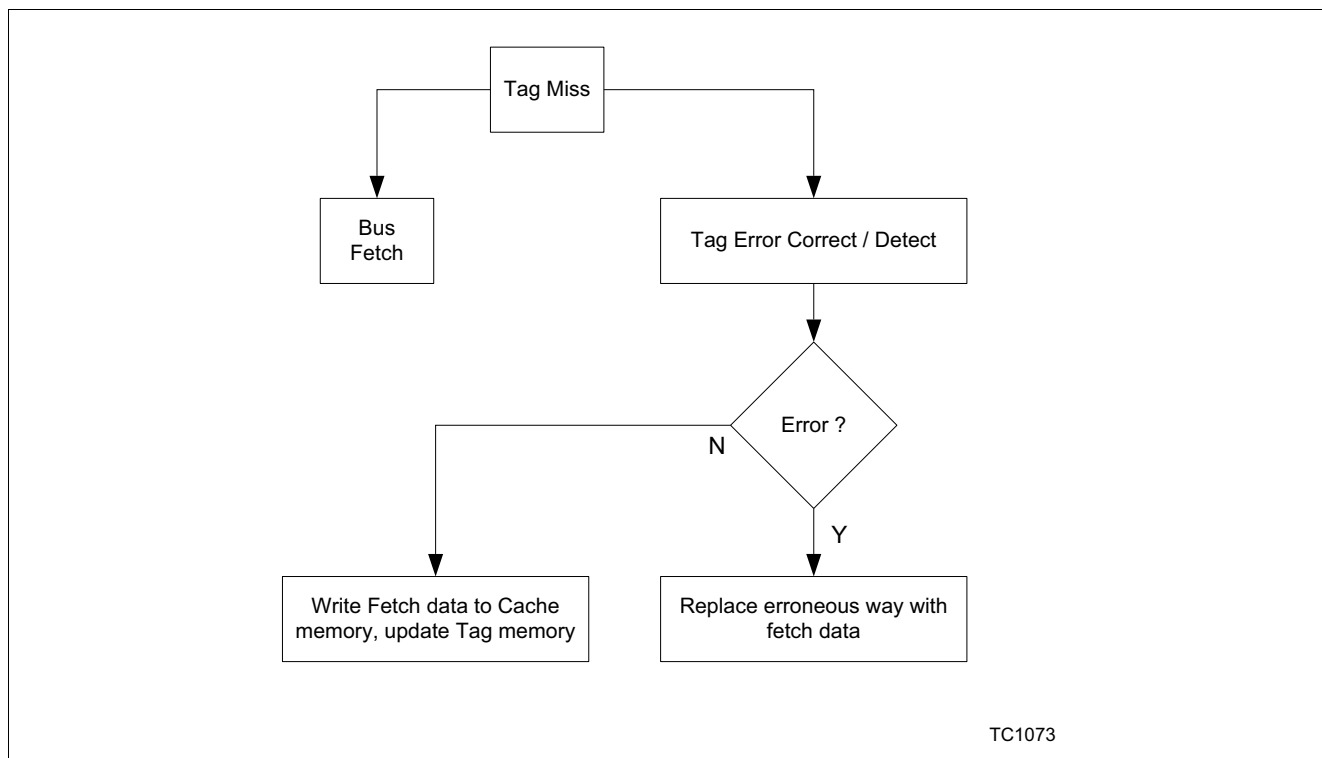 Tag Miss
Bus
Fetch
Tag Error Correct / Detect
Error ?
N
Y
Write Fetch data to Cache
memory, update Tag memory
Replace erroneous way with
fetch data
TC1073